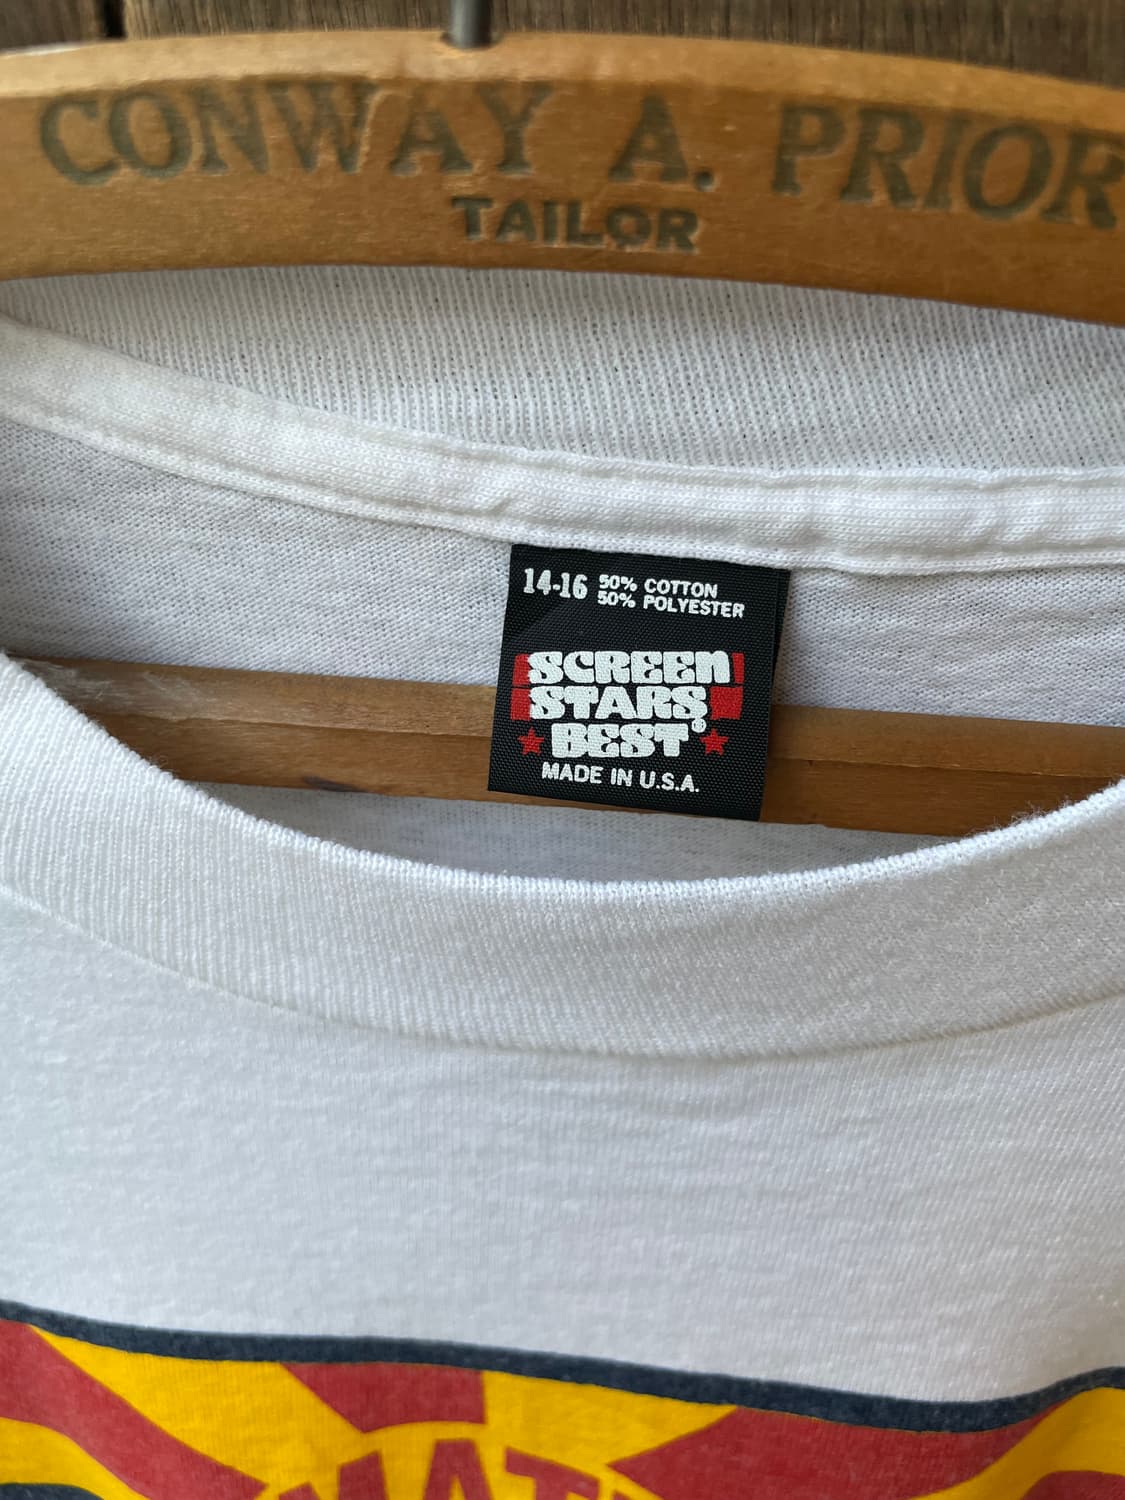 CONWAY A. PRIOR
TAILOR
14-16 50% COTTON
50% POLYESTER
SCREEN
STARS®
BEST
MADE IN U.S.A.